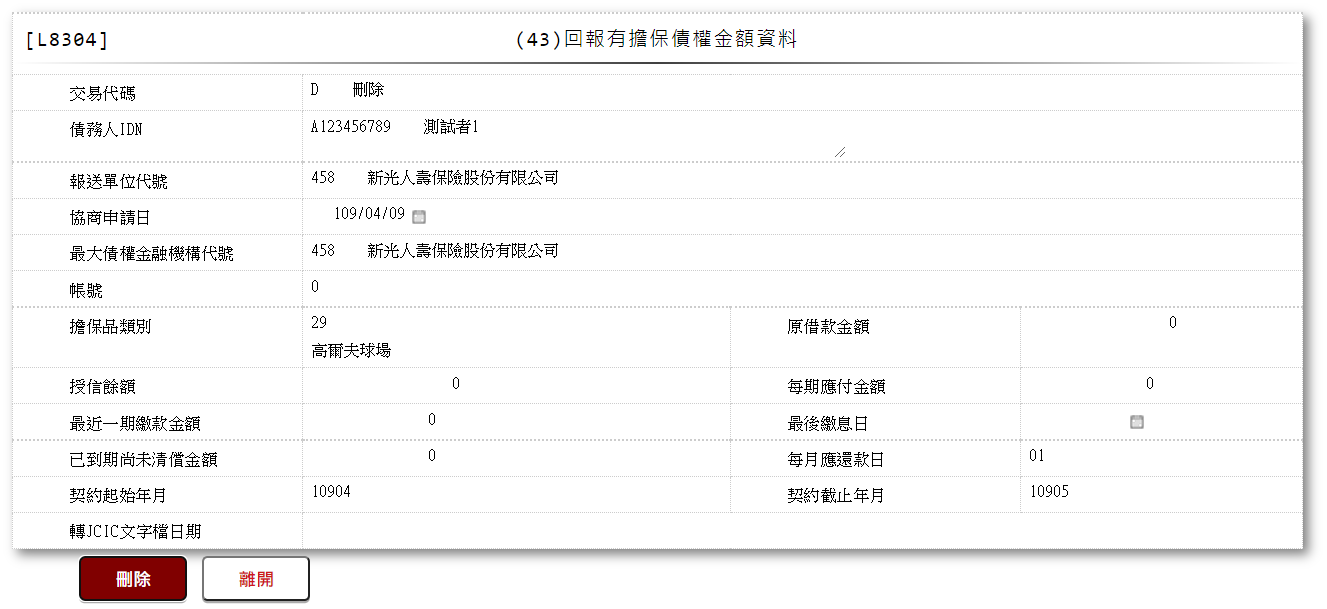 [L8304] (43)回報有擔保債權金額資料
交易代碼 D 刪除
債務人IDN A123456789 測試者1
報送單位代號 458 新光人壽保險股份有限公司
協商申請日 109/04/09
最大債權金融機構代號 458 新光人壽保險股份有限公司
帳號 0
擔保品類別 29 原借款金額 0
高爾夫球場
授信餘額 0 每期應付金額 0
最近一期繳款金額 0 最後繳息日
已到期尚未清償金額 0 每月應還款日 01
契約起始年月 10904 契約截止年月 10905
轉JCIC文字檔日期
刪除 離開